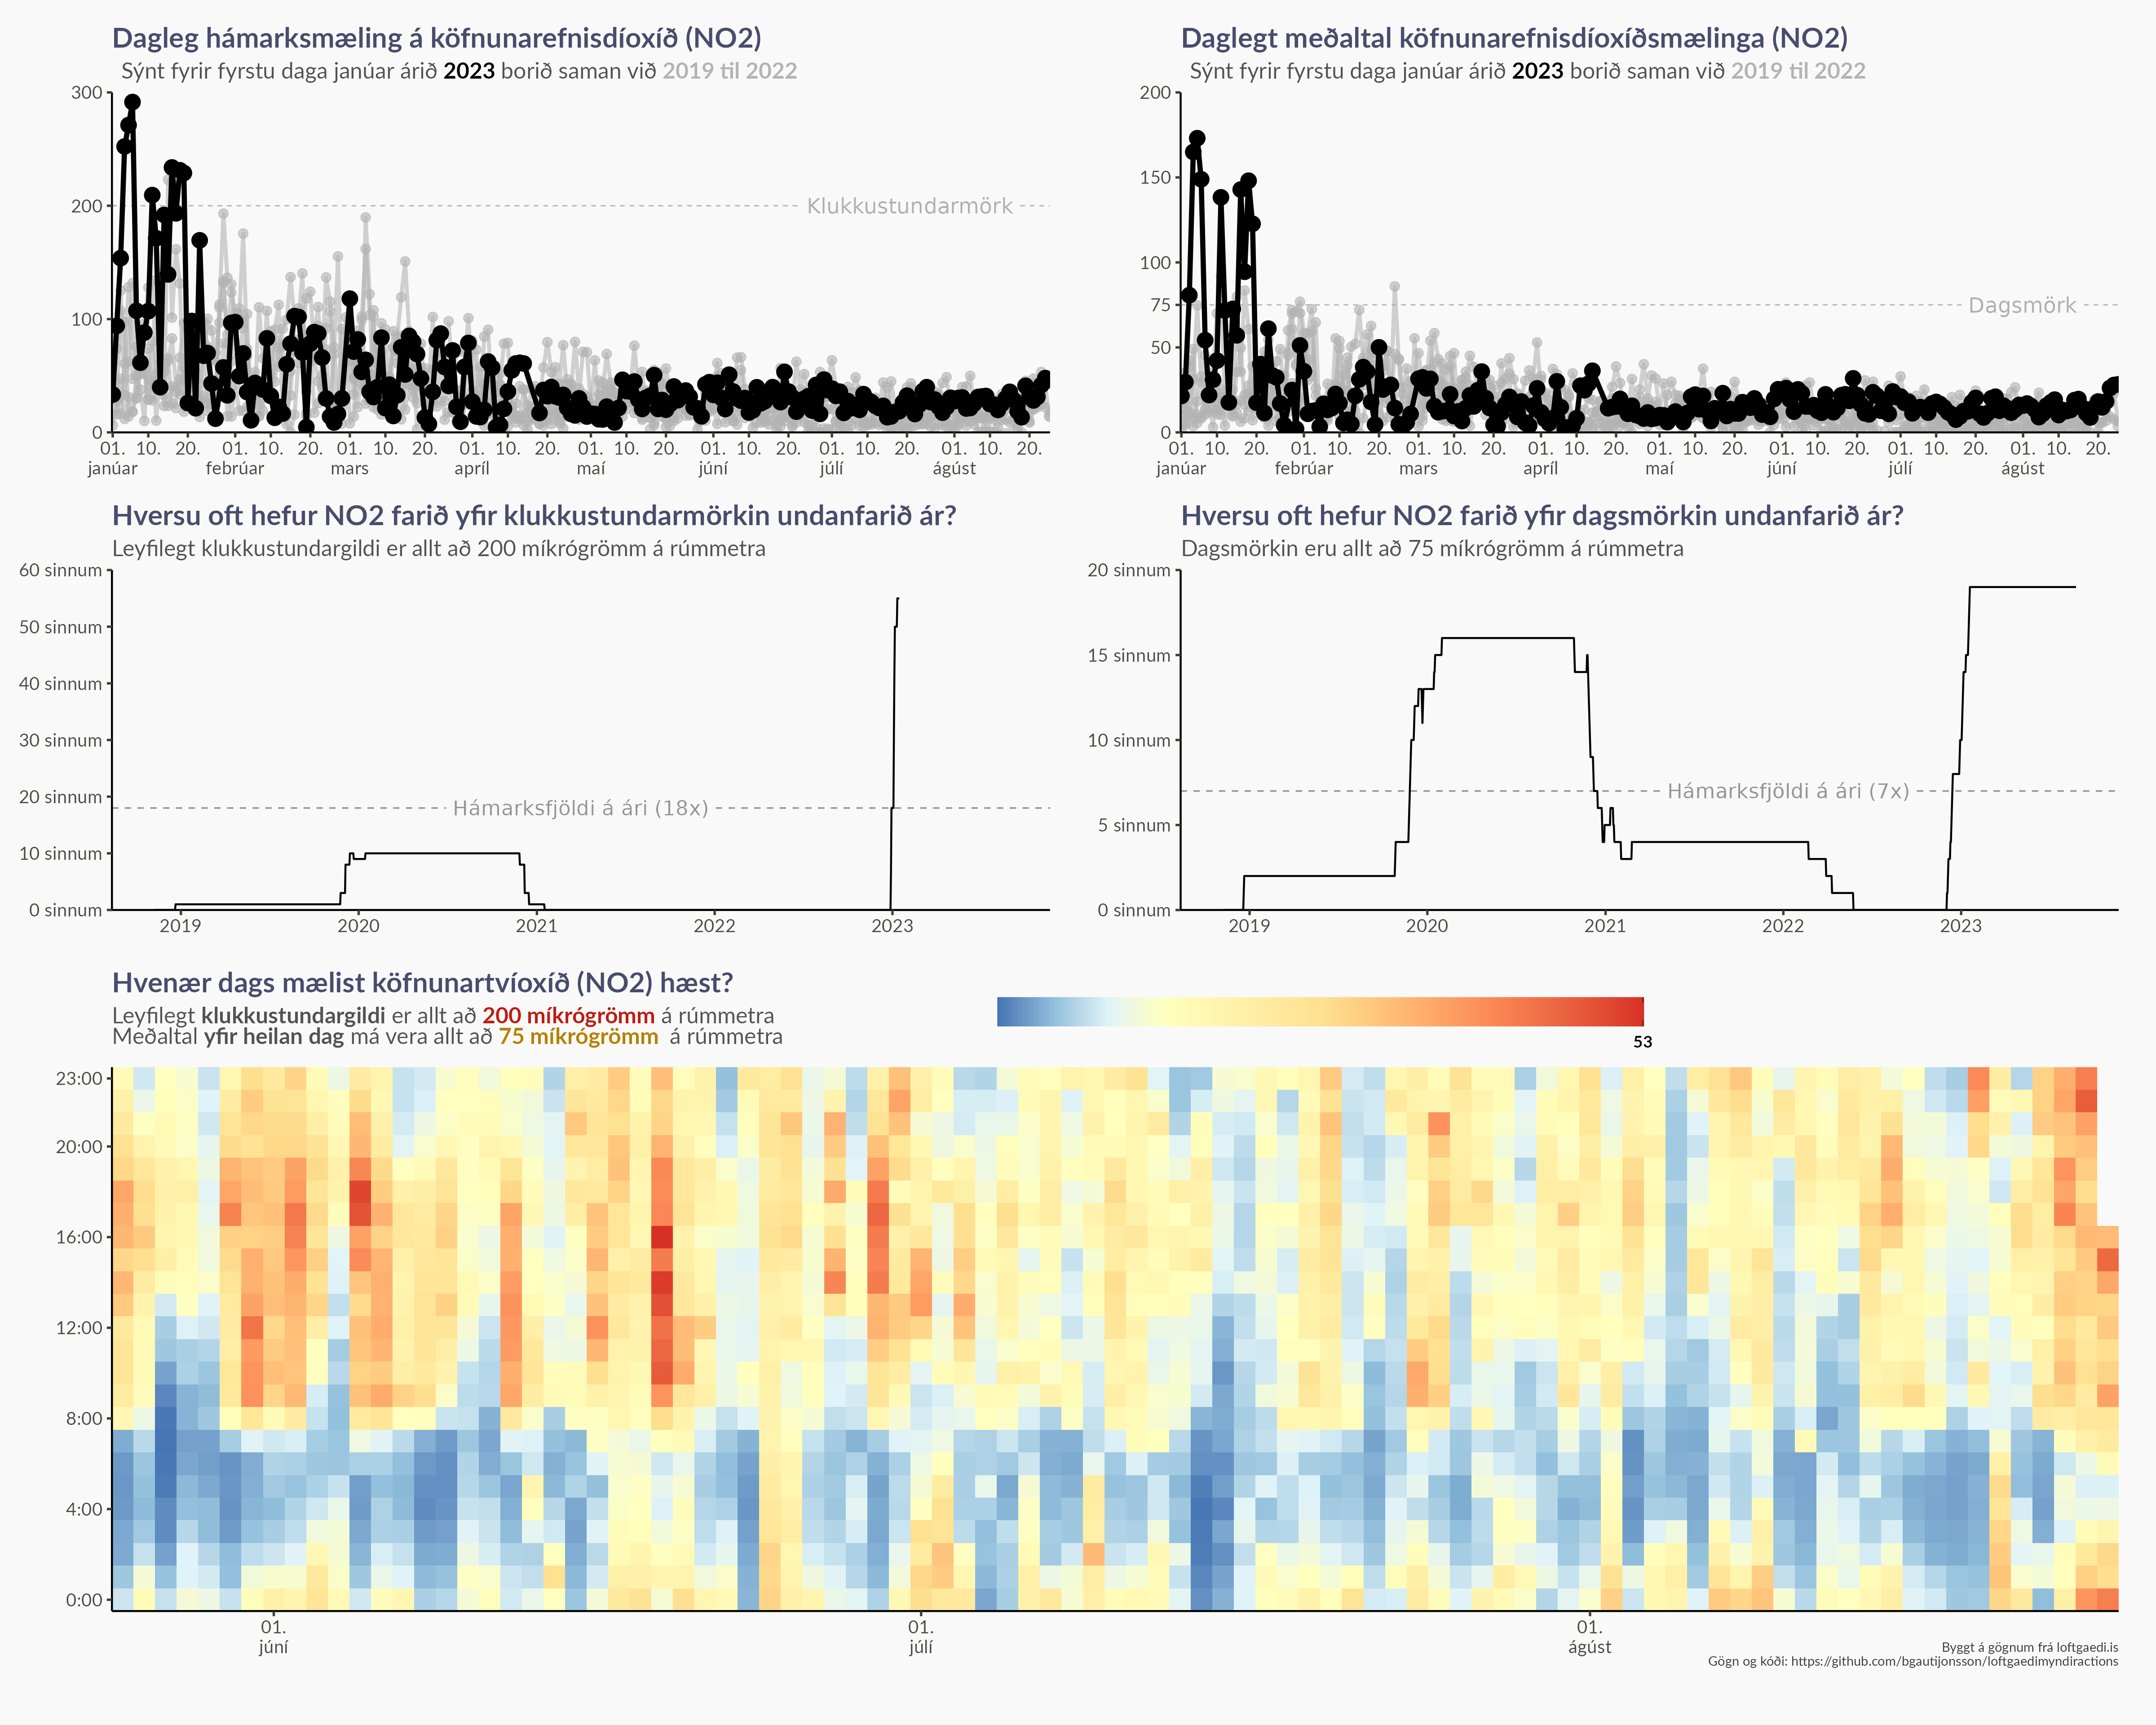 Dagleg hámarksmæling á köfnunarefnisdíoxíð (NO2)
Sýnt fyrir fyrstu daga janúar árið 2023 borið saman við 2019 til 2022
300
200
100
0
Klukkustundarmörk
01. 10. 20. 01. 10. 20. 01. 10. 20. 01. 10. 20. 01. 10. 20. 01. 10. 20. 01. 10. 20. 01. 10. 20.
janúar febrúar mars apríl maí júní júlí ágúst
Daglegt meðaltal köfnunarefnisdíoxíðsmælinga (NO2)
Sýnt fyrir fyrstu daga janúar árið 2023 borið saman við 2019 til 2022
200
150
100
75
50
0
Dagsmörk
01. 10. 20. 01. 10. 20. 01. 10. 20. 01. 10. 20. 01. 10. 20. 01. 10. 20. 01. 10. 20. 01. 10. 20.
janúar febrúar mars apríl maí júní júlí ágúst
Hversu oft hefur NO2 farið yfir klukkustundarmörkin undanfarið ár?
Leyfilegt klukkustundargildi er allt að 200 míkrógrömm á rúmmetra
60 sinnum
50 sinnum
40 sinnum
30 sinnum
20 sinnum
10 sinnum
0 sinnum
Hámarksfjöldi á ári (18x)
2019 2020 2021 2022 2023
Hversu oft hefur NO2 farið yfir dagsmörkin undanfarið ár?
Dagsmörkin eru allt að 75 míkrógrömm á rúmmetra
20 sinnum
15 sinnum
10 sinnum
5 sinnum
0 sinnum
Hámarksfjöldi á ári (7x)
2019 2020 2021 2022 2023
Hvenær dags mælist köfnunartvíoxíð (NO2) hæst?
Leyfilegt klukkustundargildi er allt að 200 míkrógrömm á rúmmetra
Meðaltal yfir heilan dag má vera allt að 75 míkrógrömm á rúmmetra
53
23:00
20:00
16:00
12:00
8:00
4:00
0:00
01. 01. 01.
júní júlí ágúst
Byggt á gögnum frá loftgaedi.is
Gögn og kóði: https://github.com/bgautijonsson/loftgaedimyndiractions